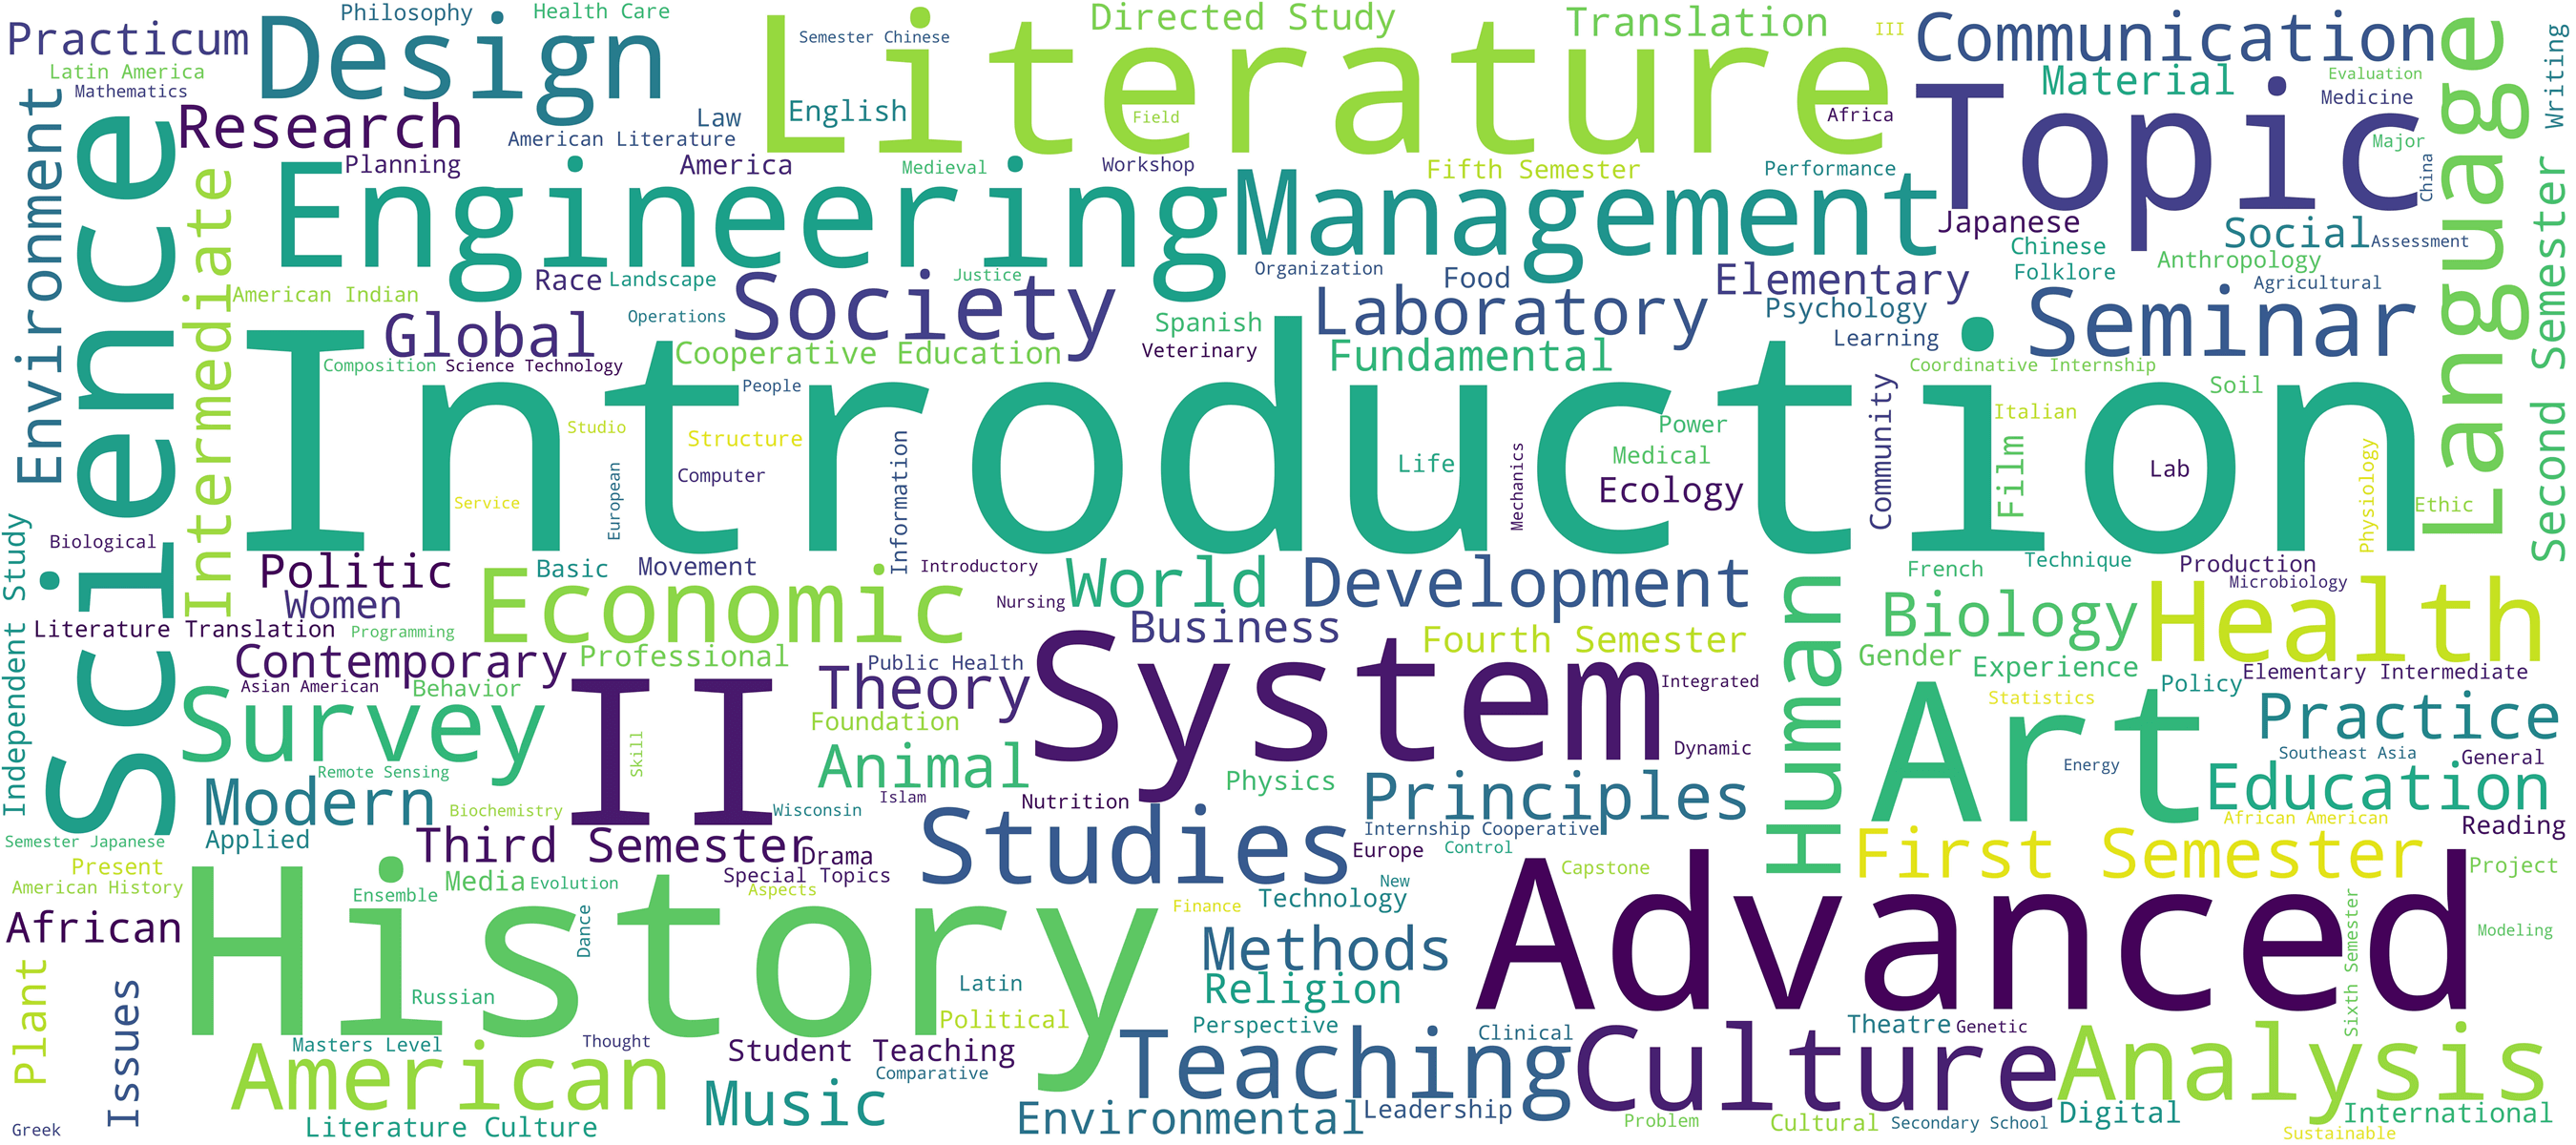 Practicum
Philosophy
Health Care
Design
Latin America
Mathematics
Semester Chinese
Literature
Directed Study
Translation
III
Communication
Material
Evaluation
Medicine
Writing
Environment
Research
American Literature
Law
English
Field
Africa
Topic
Major
China
Language
Science
Intermediate
Planning
Engineering
America
Medieval
Workshop
Fifth Semester
Performance
Management
Japanese
Chinese
Social
Assessment
Second Semester
American Indian
Race
Landscape
Justice
Organization
Food
Elementary
Folklore
Anthropology
Agricultural
Global
Operations
Society
Spanish
Laboratory
Psychology
Learning
Seminar
Composition
Science Technology
Cooperative Education
Veterinary
Fundamental
Coordinative Internship
Soil
Introduction
People
Studio
Structure
Computer
Service
European
Information
Life
Mechanics
Power
Medical
Ecology
Community
Italian
Film
Lab
Physiology
Ethic
Independent Study
Biological
Politic
Women
Economic
Basic
Movement
Introductory
Nursing
World
Development
French
Technique
Production
Microbiology
Literature Translation
Programming
Business
Fourth Semester
Human
Biology
Health
Contemporary
Professional
Public Health
Theory
System
Integrated
Gender
Experience
Elementary Intermediate
Asian American
Behavior
Survey
II
Skill
Foundation
Animal
Dynamic
Art
Statistics
Policy
Practice
Remote Sensing
Modern
Biochemistry
Wisconsin
Islam
Nutrition
Physics
Principles
Energy
Southeast Asia
General
Education
Semester Japanese
Applied
Third Semester
Drama
Studies
Internship Cooperative
Europe
Control
African American
Reading
First Semester
Present
American History
Ensemble
Media
Evolution
Special Topics
Aspects
Technology
New
Finance
Capstone
Project
African
History
Dance
Methods
Advanced
Sixth Semester
Modeling
Plant
Issues
Russian
Latin
Political
Religion
Perspective
Clinical
Theatre
Genetic
Masters Level
American
Thought
Student Teaching
Comparative
Teaching
Culture
Analysis
Greek
Literature Culture
Music
Environmental
Leadership
Problem
Cultural
Secondary School
Digital
International
Sustainable